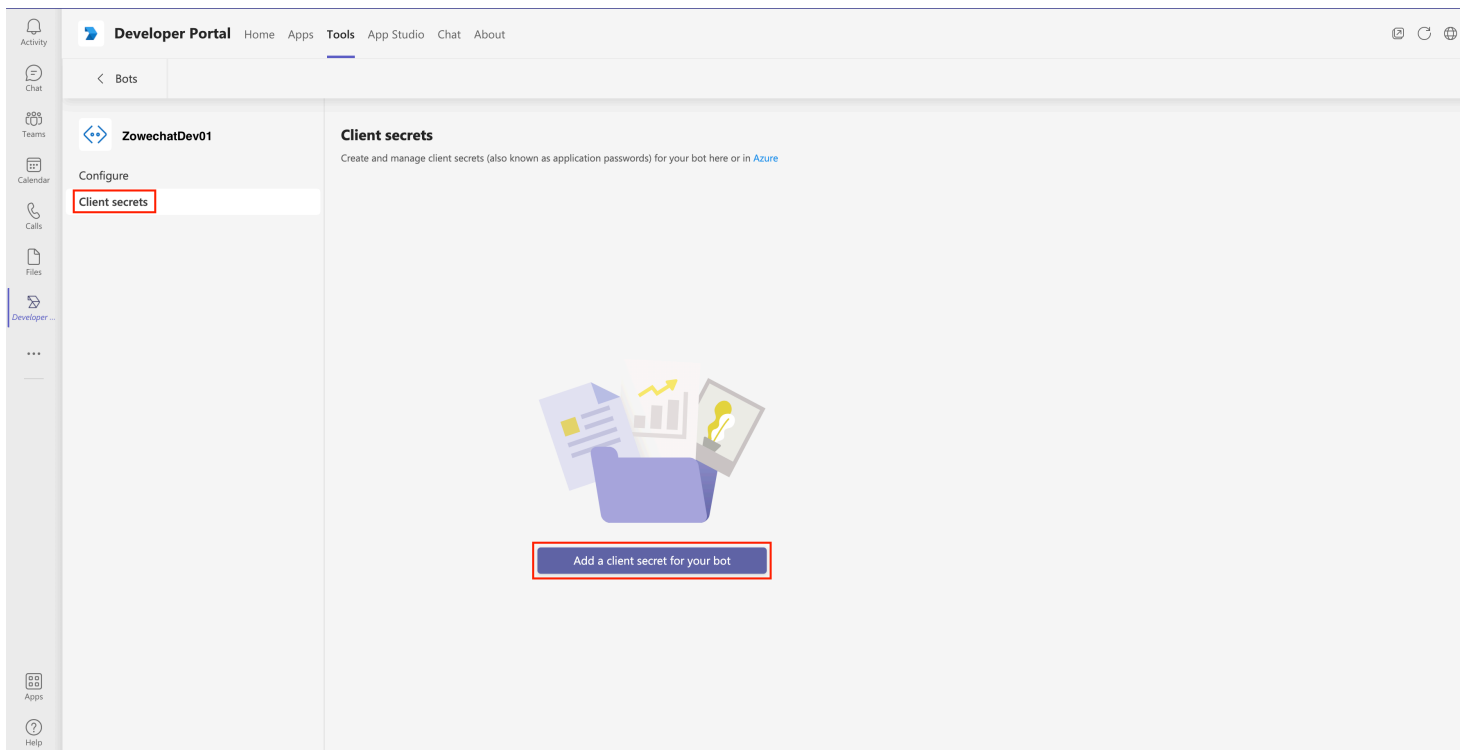 Activity
Chat
Teams
Calendar
Calls
Files
Developer ...
Apps
Help
Developer Portal Home Apps Tools App Studio Chat About
Bots
ZowechatDev01
Configure
Client secrets
Client secrets
Create and manage client secrets (also known as application passwords) for your bot here or in Azure
Add a client secret for your bot